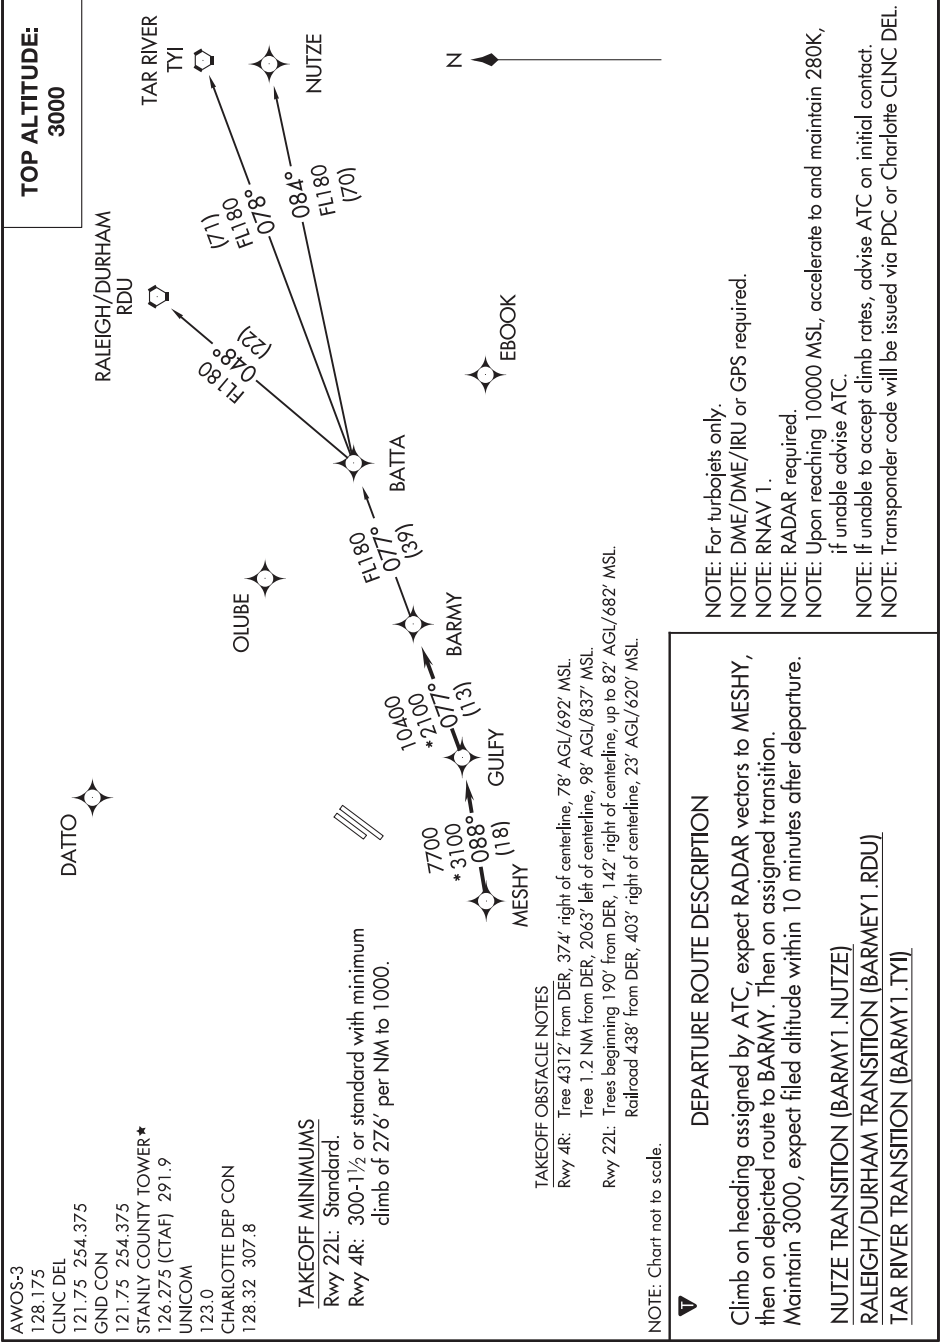 TOP ALTITUDE:
3000
AWOS-3
128.175
CLNC DEL
121.75 254.375
GND CON
121.75 254.375
STANLY COUNTY TOWER★
126.275 (CTAF) 291.9
UNICOM
123.0
CHARLOTTE DEP CON
128.32 307.8
TAKEOFF MINIMUMS
Rwy 22L: Standard.
Rwy 4R: 300-1½ or standard with minimum
climb of 276' per NM to 1000.
DATTO
OLUBE
RALEIGH/DURHAM
RDU
TAR RIVER
TYI
NUTZE
N
FL180
048°
(22)
(71)
FL180
078°
084°
FL180
(70)
EBOOK
BATTA
FL180
077°
(39)
BARMY
10400
*2100
077°
(13)
GULFY
7700
*3100
088°
(18)
MESHY
TAKEOFF OBSTACLE NOTES
Rwy 4R: Tree 4312' from DER, 374' right of centerline, 78' AGL/692' MSL.
Tree 1.2 NM from DER, 2063' left of centerline, 98' AGL/837' MSL.
Rwy 22L: Trees beginning 190' from DER, 142' right of centerline, up to 82' AGL/682' MSL.
Railroad 438' from DER, 403' right of centerline, 23' AGL/620' MSL.
NOTE: Chart not to scale.
NOTE: For turbojets only.
NOTE: DME/DME/IRU or GPS required.
NOTE: RNAV 1.
NOTE: RADAR required.
NOTE: Upon reaching 10000 MSL, accelerate to and maintain 280K,
if unable advise ATC.
NOTE: If unable to accept climb rates, advise ATC on initial contact.
NOTE: Transponder code will be issued via PDC or Charlotte CLNC DEL.
T
DEPARTURE ROUTE DESCRIPTION
Climb on heading assigned by ATC, expect RADAR vectors to MESHY,
then on depicted route to BARMY. Then on assigned transition.
Maintain 3000, expect filed altitude within 10 minutes after departure.
NUTZE TRANSITION (BARMY1.NUTZE)
RALEIGH/DURHAM TRANSITION (BARMEY1.RDU)
TAR RIVER TRANSITION (BARMY1.TYI)